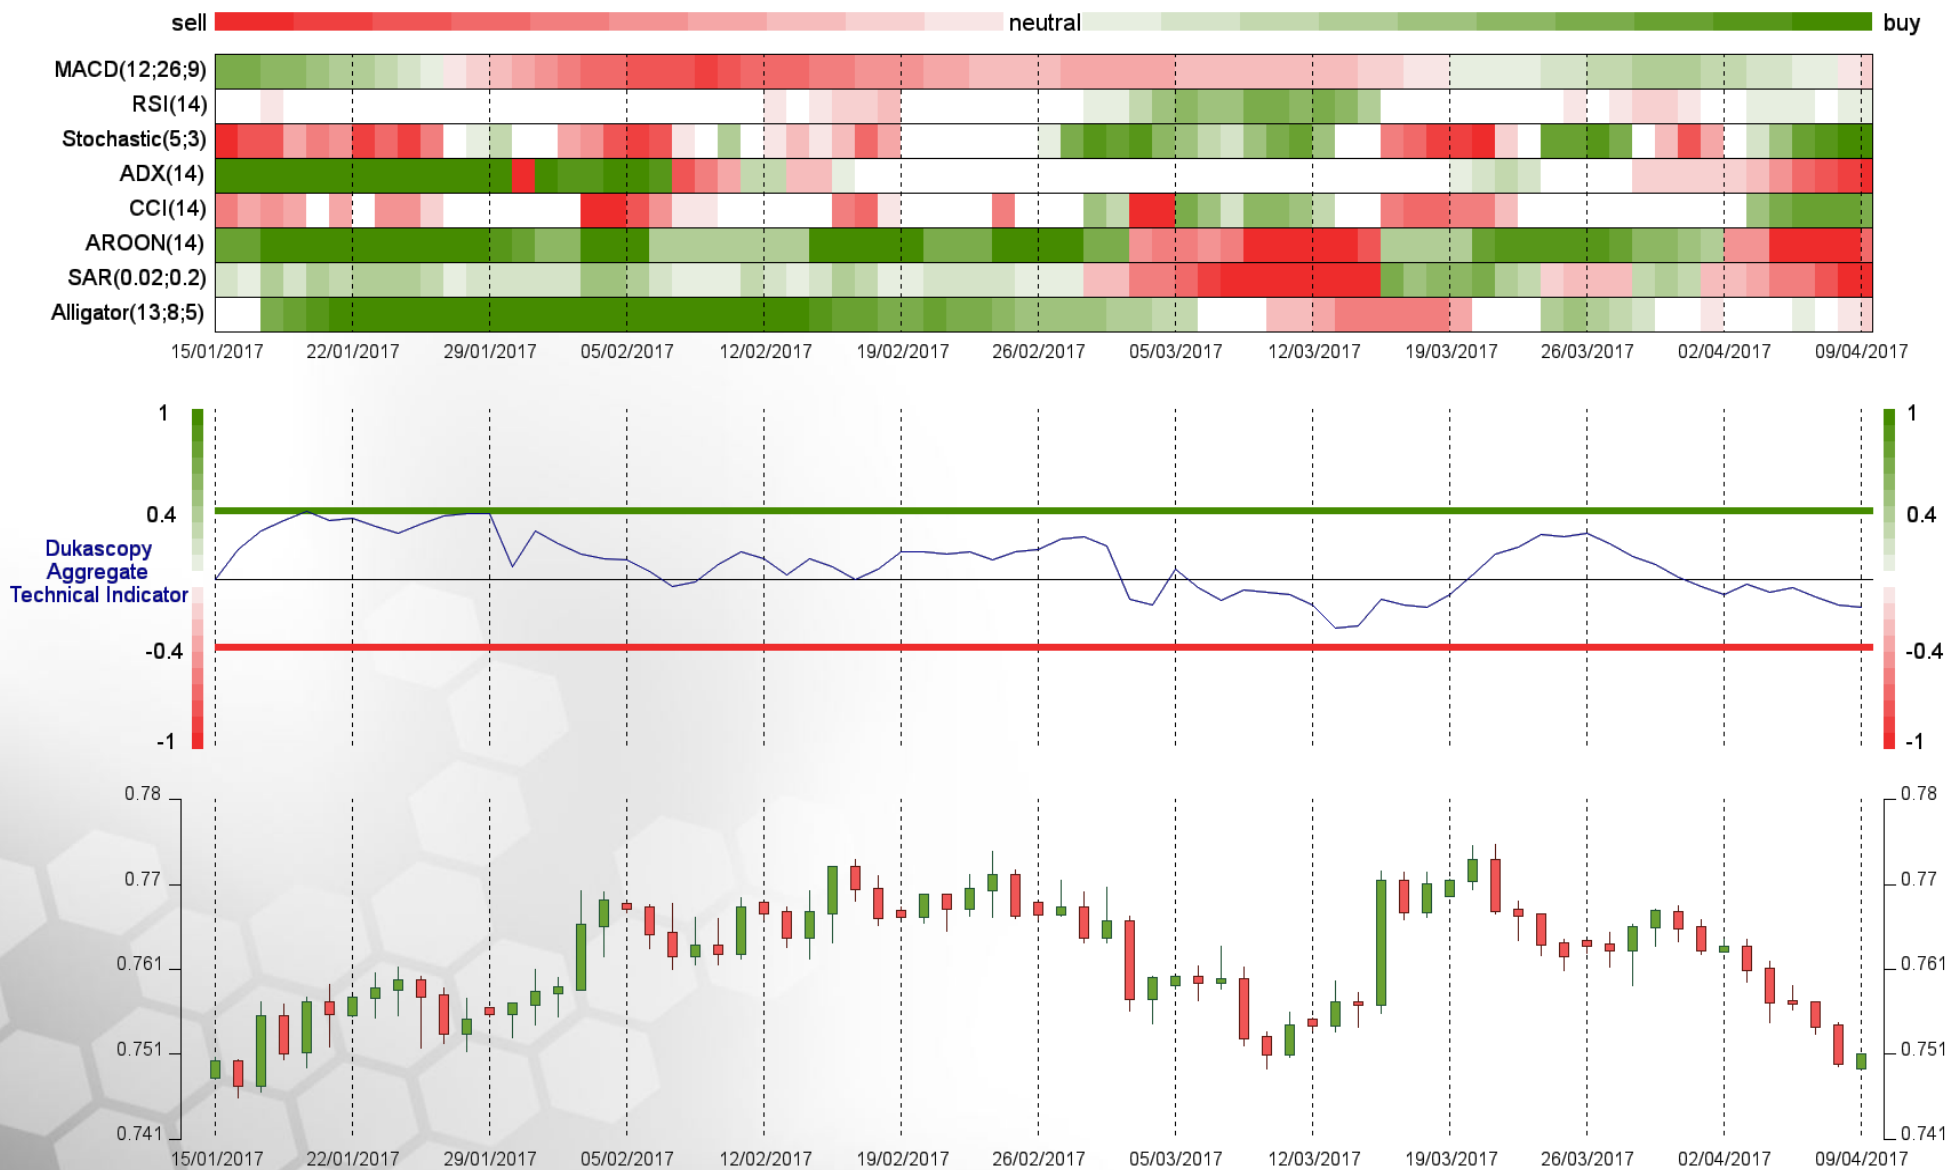 sell neutral buy
MACD(12;26;9)
RSI(14)
Stochastic(5;3)
ADX(14)
CCI(14)
AROON(14)
SAR(0.02;0.2)
Alligator(13;8;5)
15/01/2017 22/01/2017 29/01/2017 05/02/2017 12/02/2017 19/02/2017 26/02/2017 05/03/2017 12/03/2017 19/03/2017 26/03/2017 02/04/2017 09/04/2017
1 1
0.4 0.4
Dukascopy
Aggregate
Technical Indicator
-0.4 -0.4
-1 -1
0.78 0.78
0.77 0.77
0.761 0.761
0.751 0.751
0.741 0.741
15/01/2017 22/01/2017 29/01/2017 05/02/2017 12/02/2017 19/02/2017 26/02/2017 05/03/2017 12/03/2017 19/03/2017 26/03/2017 02/04/2017 09/04/2017